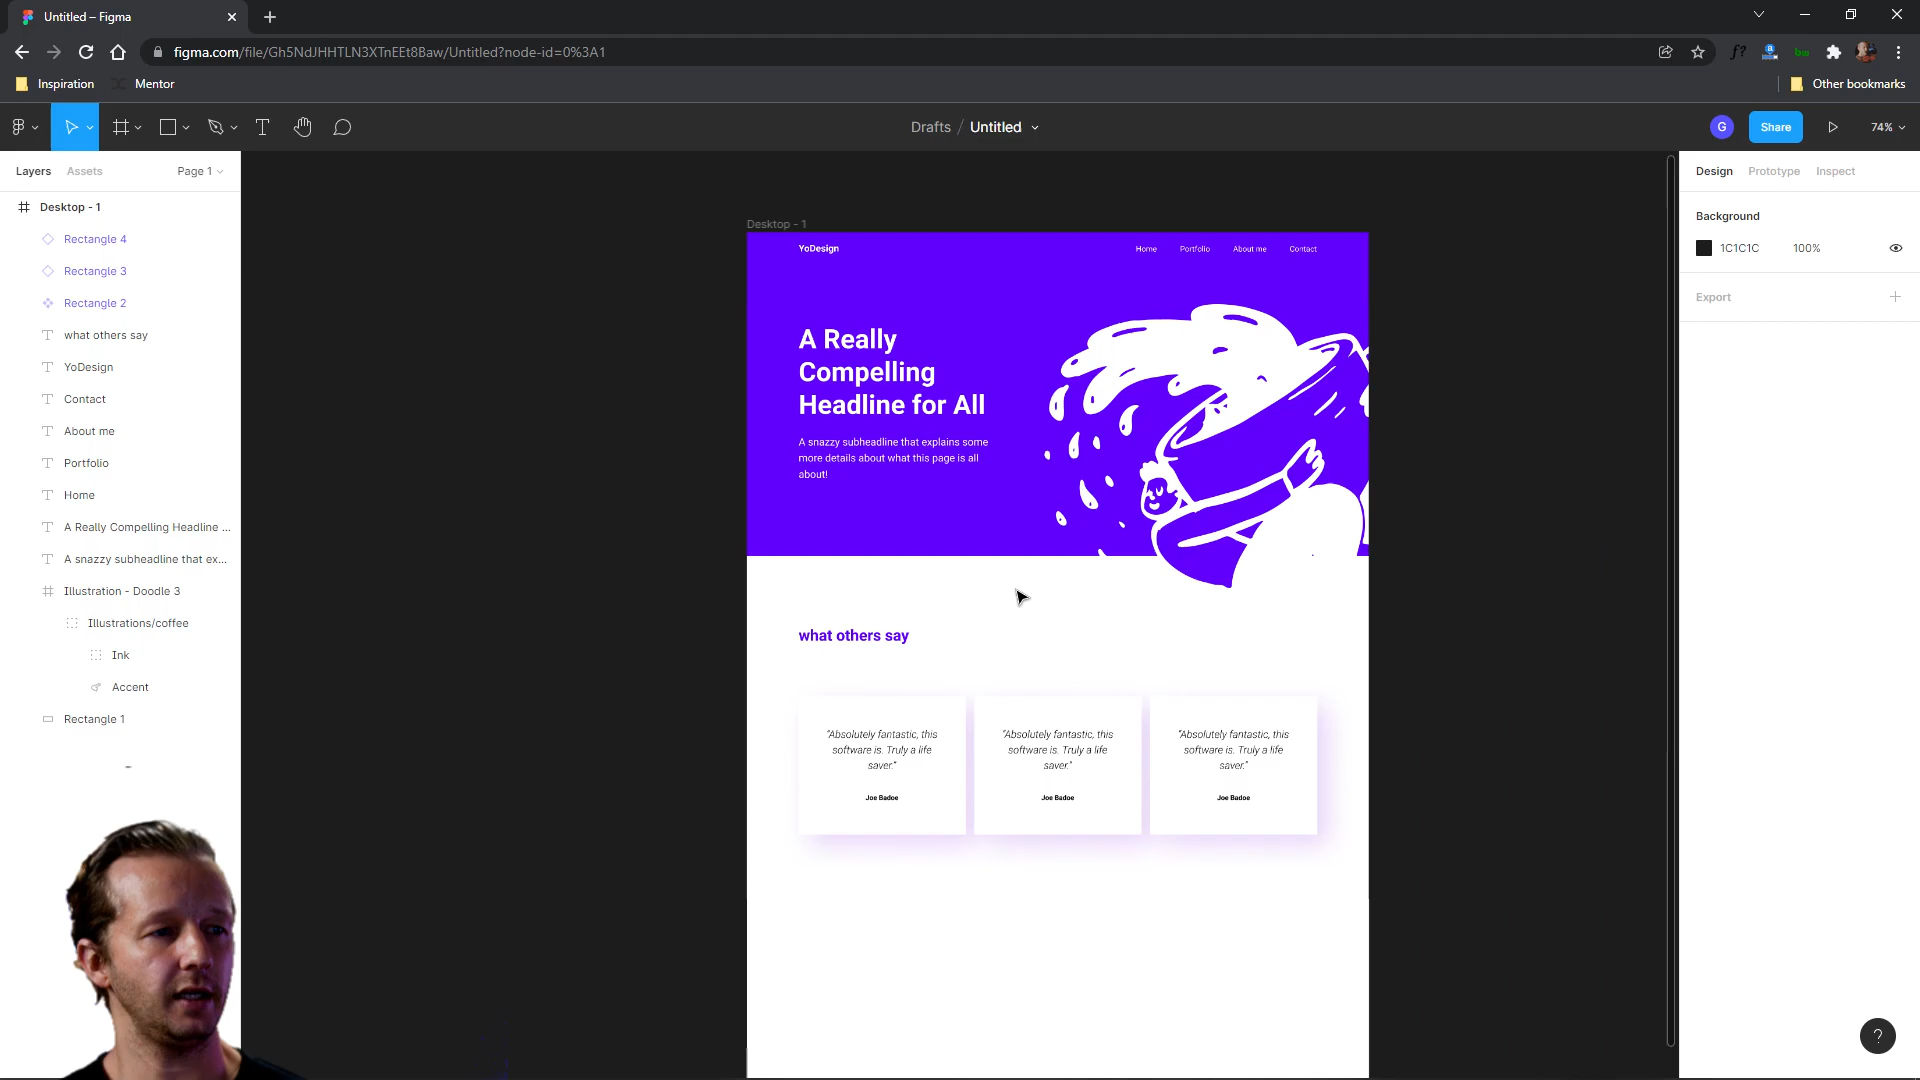 Untitled – Figma
figma.com/file/Gh5NdJHHTLN3XTnEEt8Baw/Untitled?node-id=0%3A1
f?
bw
Inspiration
Mentor
Other bookmarks
Drafts / Untitled
G
Share
74%
Layers
Assets
Page 1
Desktop - 1
Rectangle 4
Rectangle 3
Rectangle 2
what others say
YoDesign
Contact
About me
Portfolio
Home
A Really Compelling Headline ...
A snazzy subheadline that ex...
Illustration - Doodle 3
Illustrations/coffee
Ink
Accent
Rectangle 1
Desktop - 1
YoDesign
Home
Portfolio
About me
Contact
A Really
Compelling
Headline for All
A snazzy subheadline that explains some
more details about what this page is all
about!
what others say
"Absolutely fantastic, this
software is. Truly a life
saver."
Joe Badoe
"Absolutely fantastic, this
software is. Truly a life
saver."
Joe Badoe
"Absolutely fantastic, this
software is. Truly a life
saver."
Joe Badoe
Design
Prototype
Inspect
Background
1C1C1C
100%
Export
?